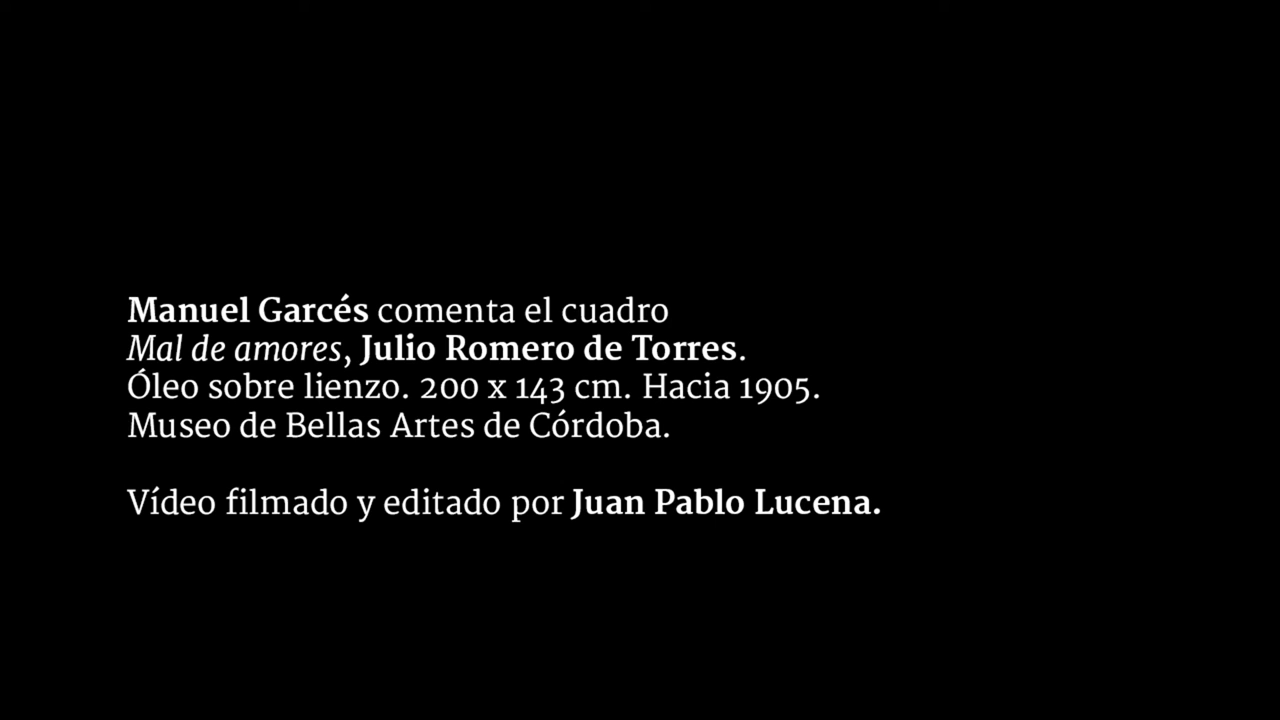 Manuel Garcés comenta el cuadro
Mal de amores, Julio Romero de Torres.
Óleo sobre lienzo. 200 x 143 cm. Hacia 1905.
Museo de Bellas Artes de Córdoba.
Vídeo filmado y editado por Juan Pablo Lucena.